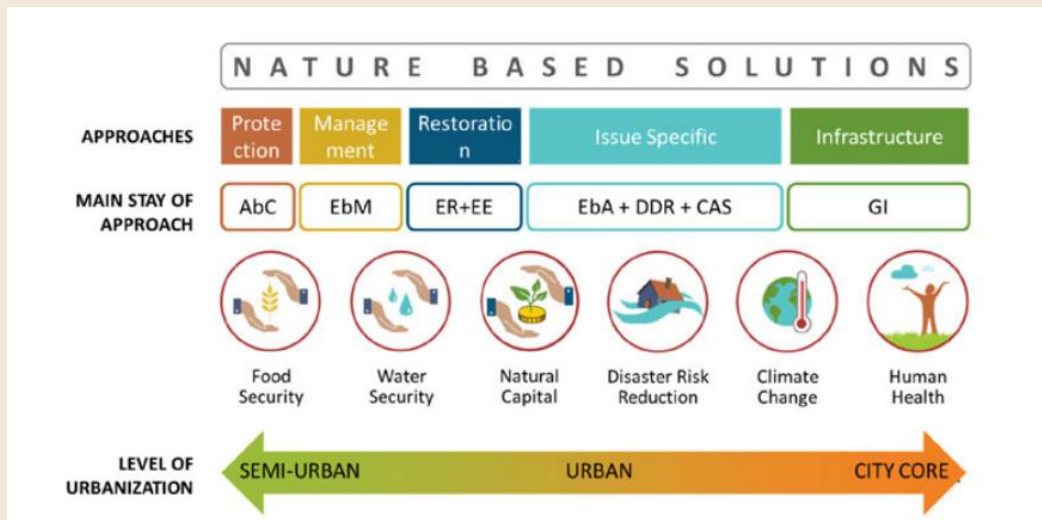 NATURE BASED SOLUTIONS
APPROACHES
Prote
ction
Manage
ment
Restoratio
n
Issue Specific
Infrastructure
MAIN STAY OF
APPROACH
AbC
EbM
ER+EE
EbA + DDR + CAS
GI
Food
Security
Water
Security
Natural
Capital
Disaster Risk
Reduction
Climate
Change
Human
Health
LEVEL OF
URBANIZATION
SEMI-URBAN
URBAN
CITY CORE